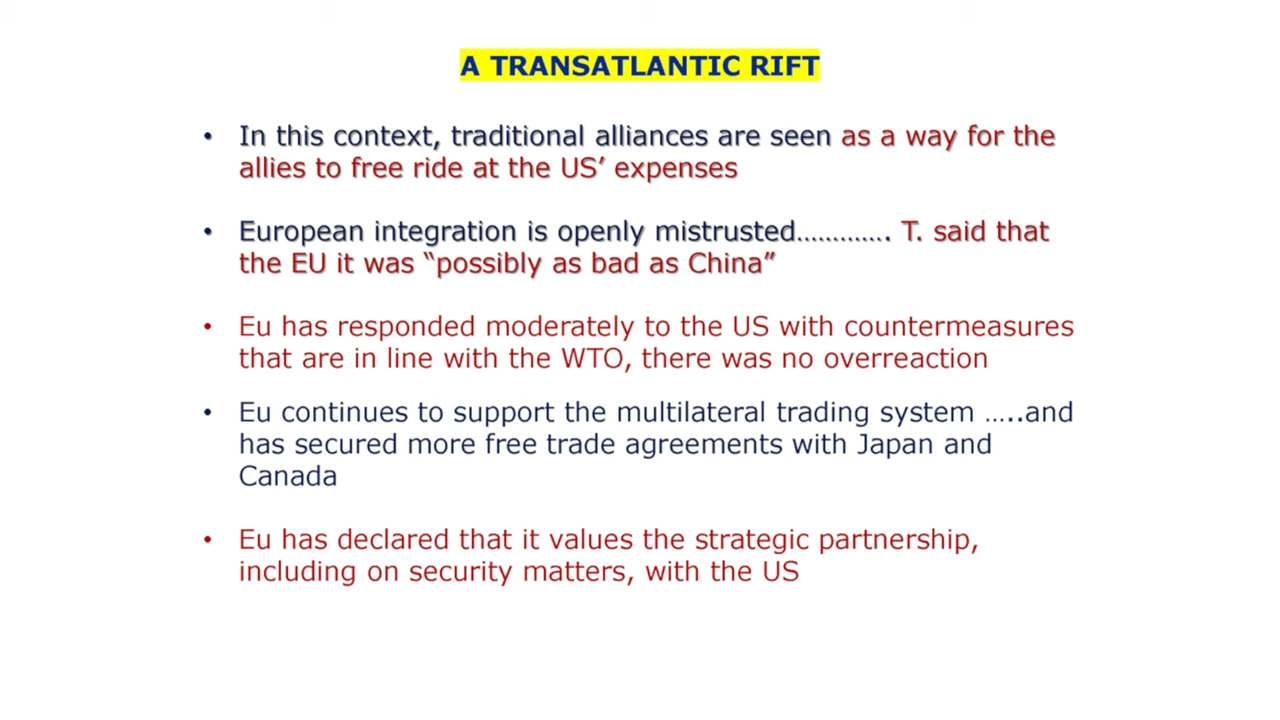 A TRANSATLANTIC RIFT
• In this context, traditional alliances are seen as a way for the
allies to free ride at the US’ expenses
• European integration is openly mistrusted…………. T. said that
the EU it was “possibly as bad as China”
• Eu has responded moderately to the US with countermeasures
that are in line with the WTO, there was no overreaction
• Eu continues to support the multilateral trading system …..and
has secured more free trade agreements with Japan and
Canada
• Eu has declared that it values the strategic partnership,
including on security matters, with the US